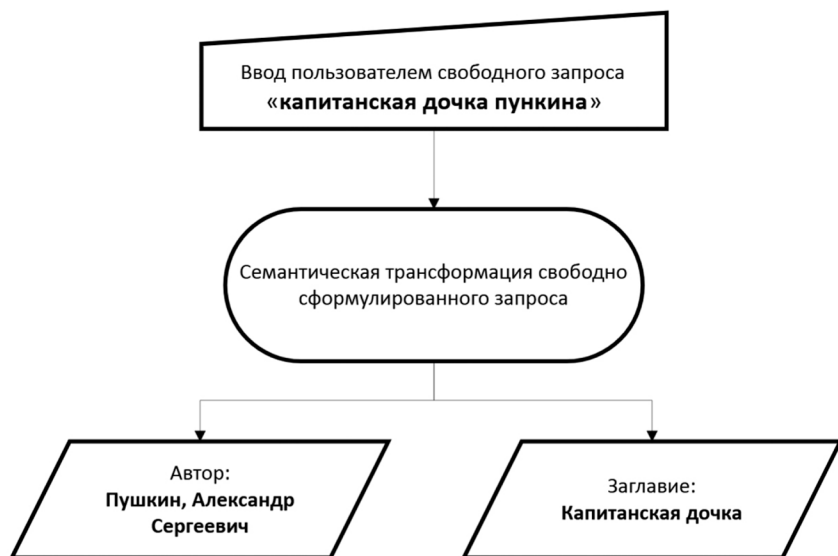 Ввод пользователем свободного запроса
«капитанская дочка пункина»
Семантическая трансформация свободно
сформулированного запроса
Автор:
Пушкин, Александр
Сергеевич
Заглавие:
Капитанская дочка